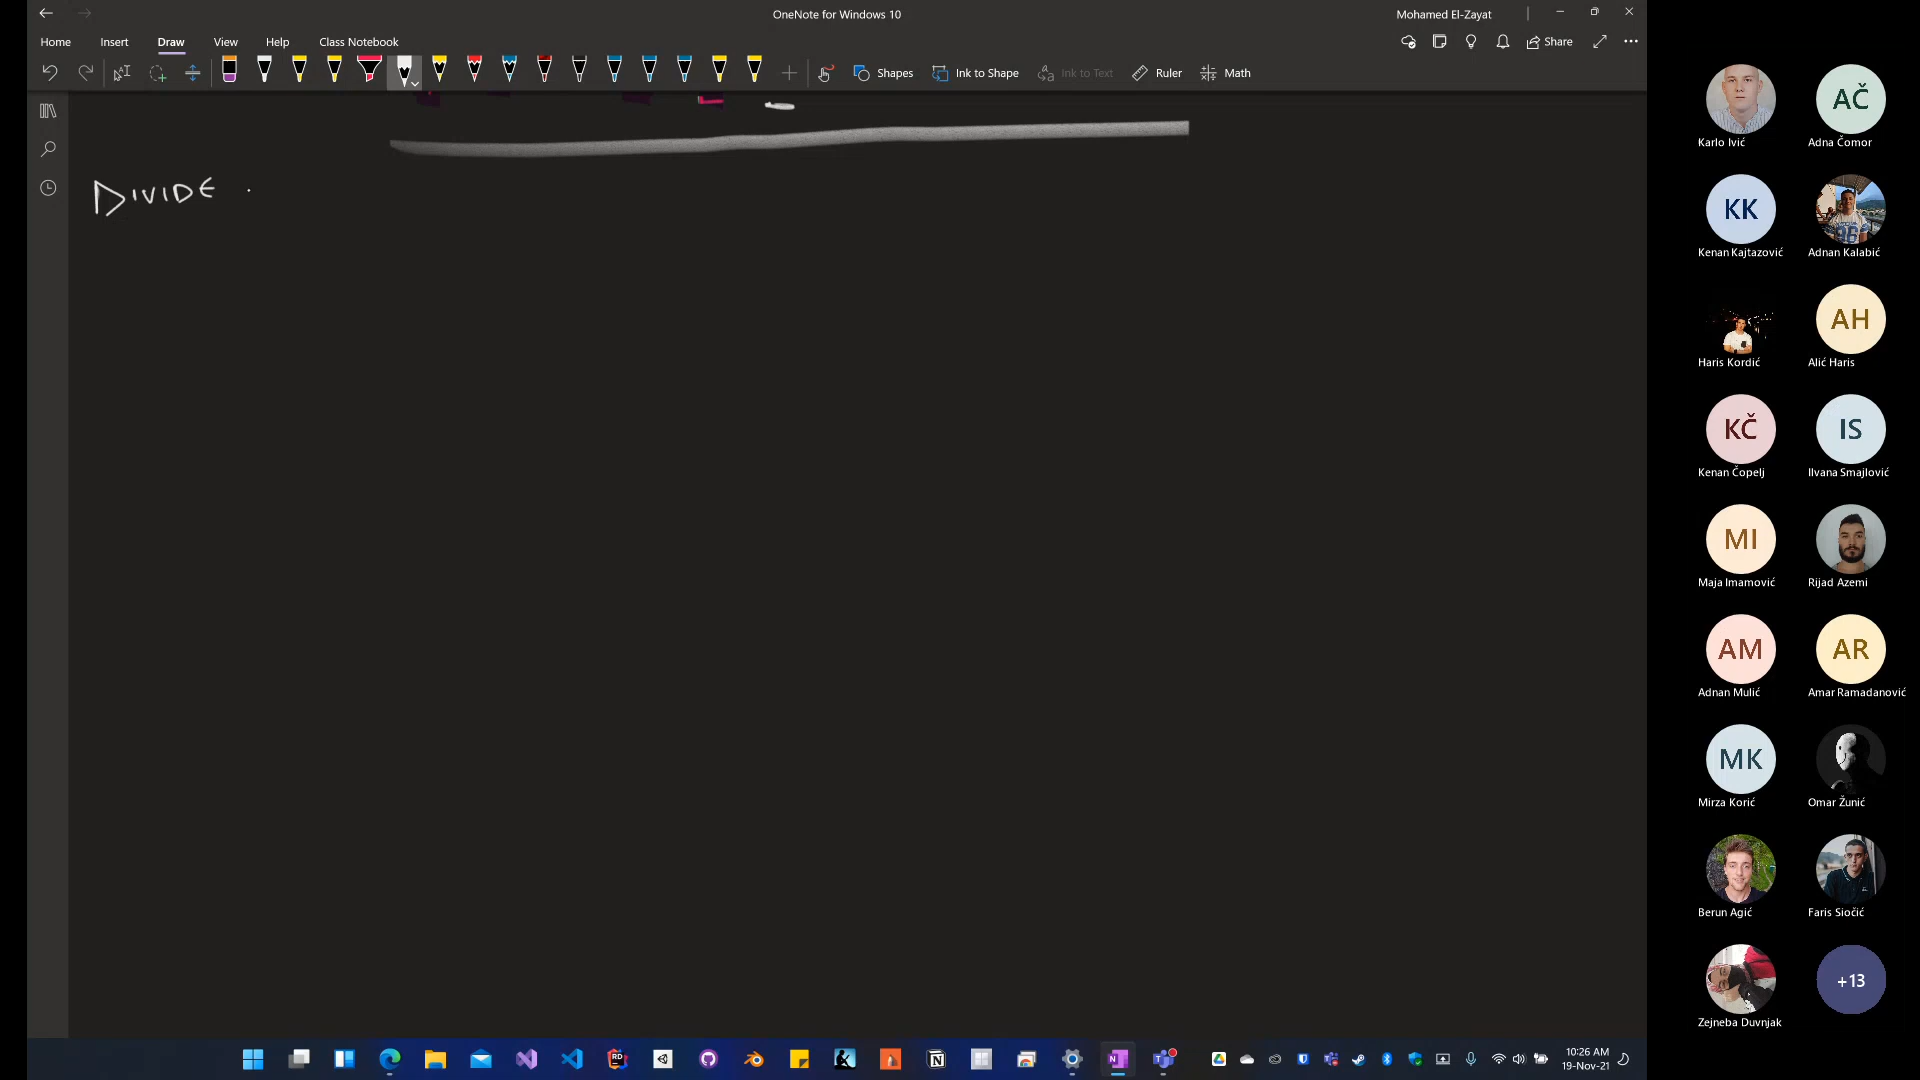 OneNote for Windows 10
Mohamed El-Zayat
Home Insert Draw View Help Class Notebook
Share
Shapes Ink to Shape Ink to Text Ruler Math
DIVIDE
Karlo Ivić
AČ
Adna Čomor
KK
Kenan Kajtazović
Adnan Kalabić
Haris Kordić
AH
Alić Haris
KČ
Kenan Čopelj
IS
Ilvana Smajlović
MI
Maja Imamović
Rijad Azemi
AM
Adnan Mulić
AR
Amar Ramadanović
MK
Mirza Korić
Omar Žunić
Berun Agić
Faris Siočić
Zejneba Duvnjak
+13
10:26 AM
19-Nov-21